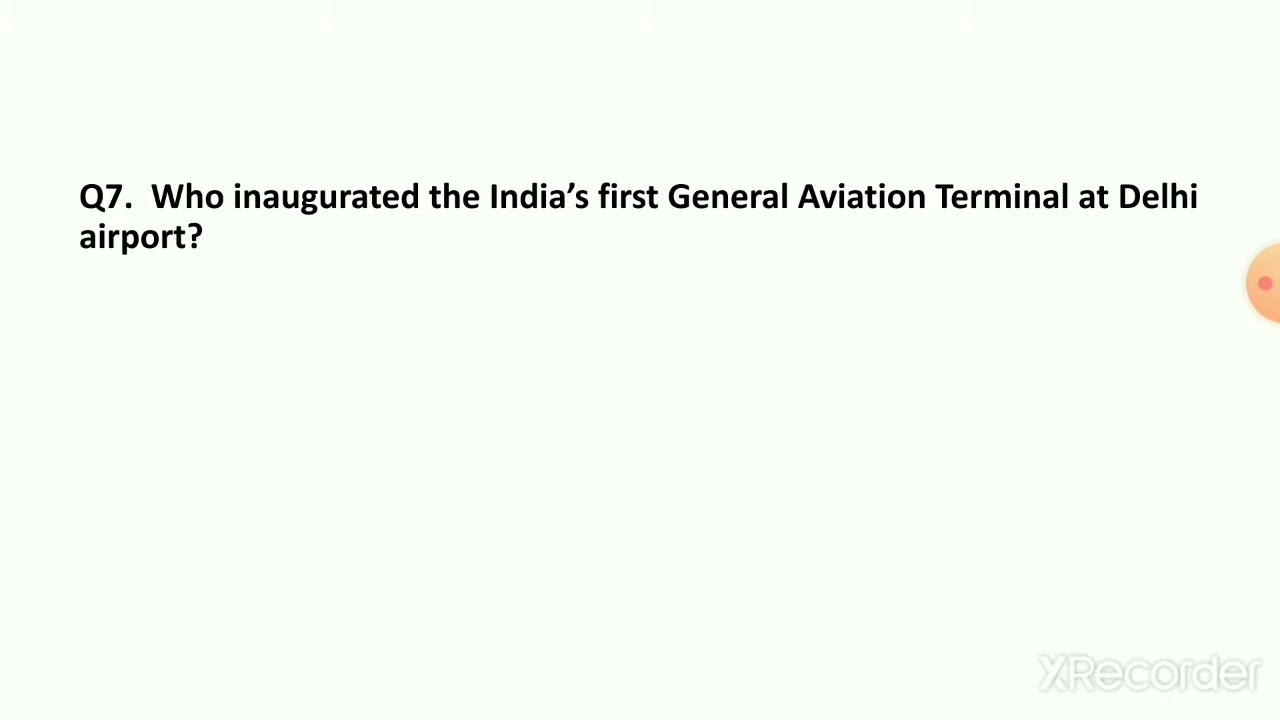 Q7.  Who inaugurated the India’s first General Aviation Terminal at Delhi
airport?
XRecorder